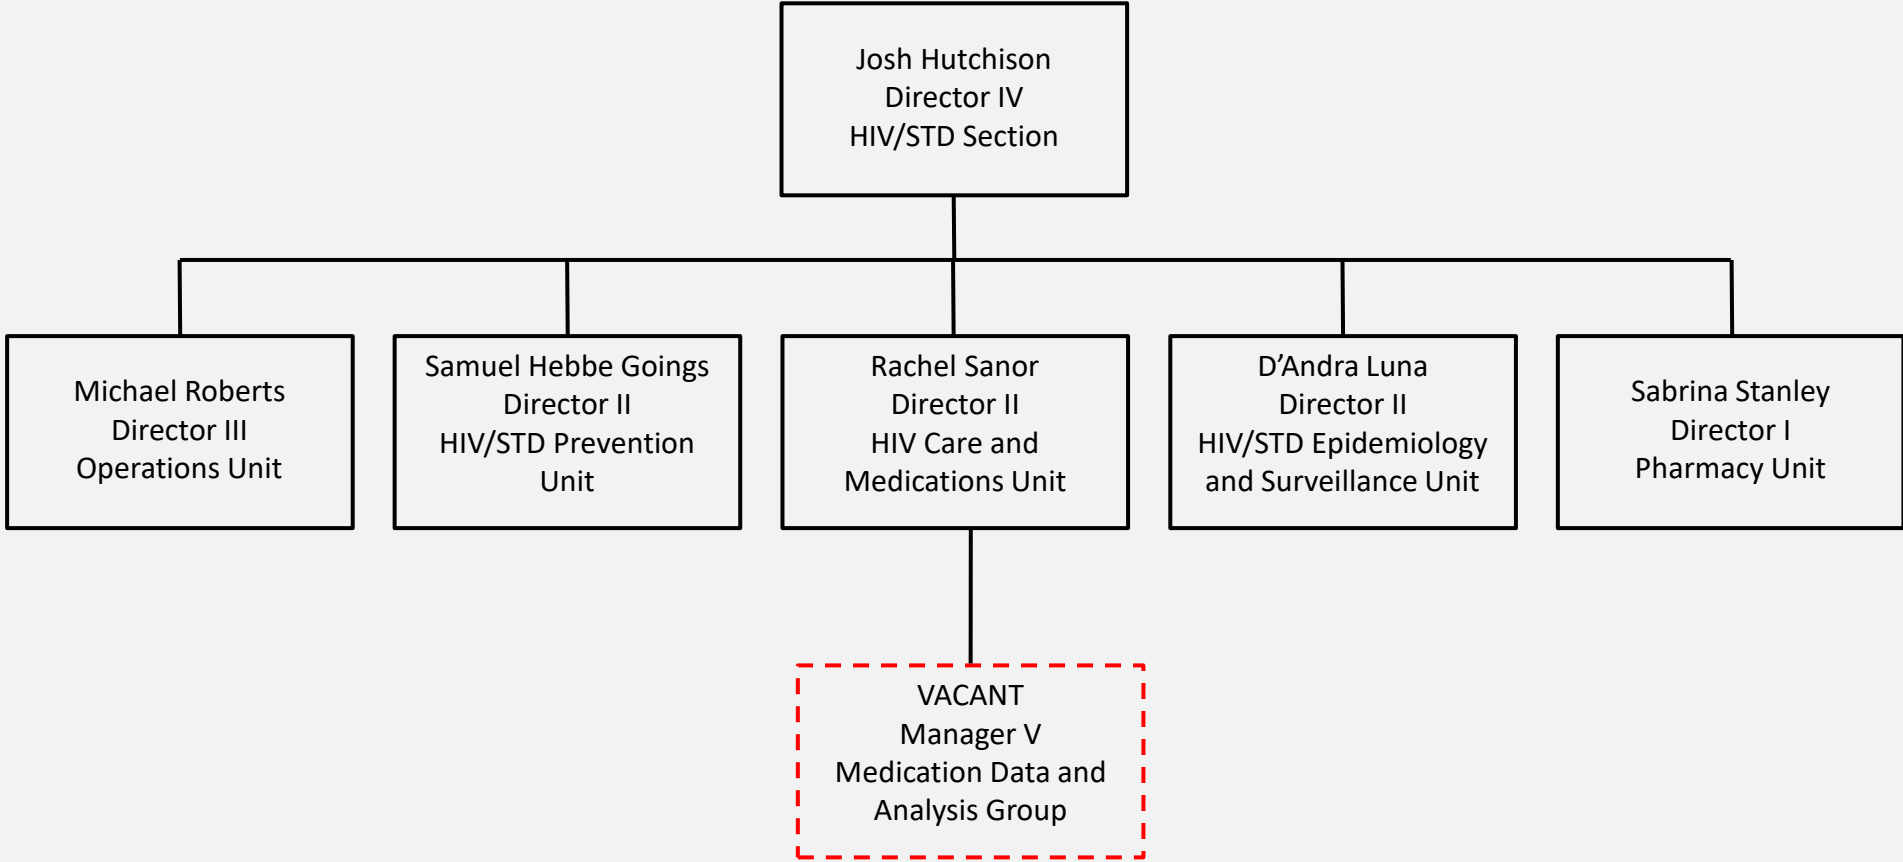 Josh Hutchison
Director IV
HIV/STD Section
Michael Roberts
Director III
Operations Unit
Samuel Hebbe Goings
Director II
HIV/STD Prevention
Unit
Rachel Sanor
Director II
HIV Care and
Medications Unit
D’Andra Luna
Director II
HIV/STD Epidemiology
and Surveillance Unit
Sabrina Stanley
Director I
Pharmacy Unit
VACANT
Manager V
Medication Data and
Analysis Group